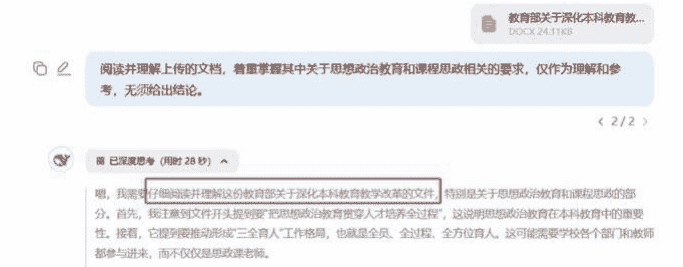 教育部关于深化本科教育教...
DOCX 24.11KB
阅读并理解上传的文档，着重掌握其中关于思想政治教育和课程思政相关的要求，仅作为理解和参
考，无须给出结论。
< 2 / 2 >
已深度思考（用时 28 秒）
嗯，我需要仔细阅读并理解这份教育部关于深化本科教育教学改革的文件，特别是关于思想政治教育和课程思政的部
分。首先，我注意到文件开头提到要“把思想政治教育贯穿人才培养全过程”，这说明思想政治教育在本科教育中的重要
性。接着，它提到要推动形成“三全育人”工作格局，也就是全员、全过程、全方位育人。这可能需要学校各个部门和教师
都参与进来，而不仅仅是思政课老师。